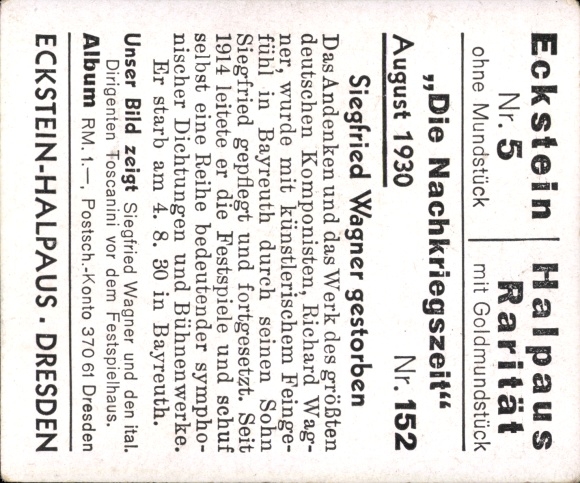 Eckstein
Nr. 5
ohne Mundstück
Halpaus
Rarität
mit Goldmundstück
„Die Nachkriegszeit“
August 1930 Nr. 152
Siegfried Wagner gestorben
Das Andenken und das Werk des größten
deutschen Komponisten, Richard Wag-
ner, wurde mit künstlerischem Feinge-
fühl in Bayreuth durch seinen Sohn
Siegfried gepflegt und fortgesetzt. Seit
1914 leitete er die Festspiele und schuf
selbst eine Reihe bedeutender sympho-
nischer Dichtungen und Bühnenwerke.
Er starb am 4. 8. 30 in Bayreuth.
Unser Bild zeigt Siegfried Wagner und den ital.
Dirigenten Toscanini vor dem Festspielhaus.
Album RM. 1.—, Postsch.-Konto 370 61 Dresden
ECKSTEIN-HALPAUS · DRESDEN